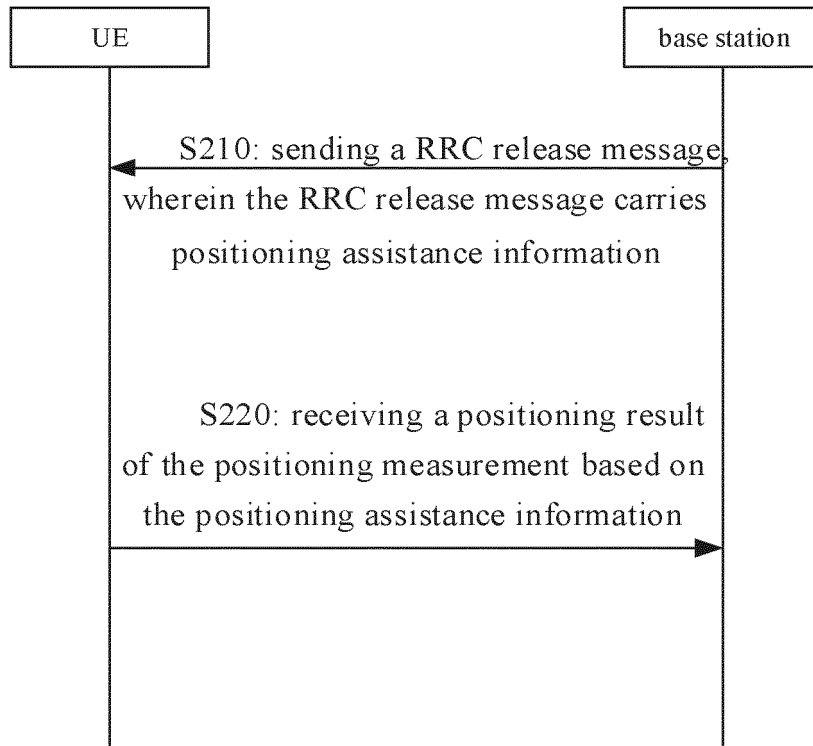 UE
base station
S210: sending a RRC release message,
wherein the RRC release message carries
positioning assistance information
S220: receiving a positioning result
of the positioning measurement based on
the positioning assistance information